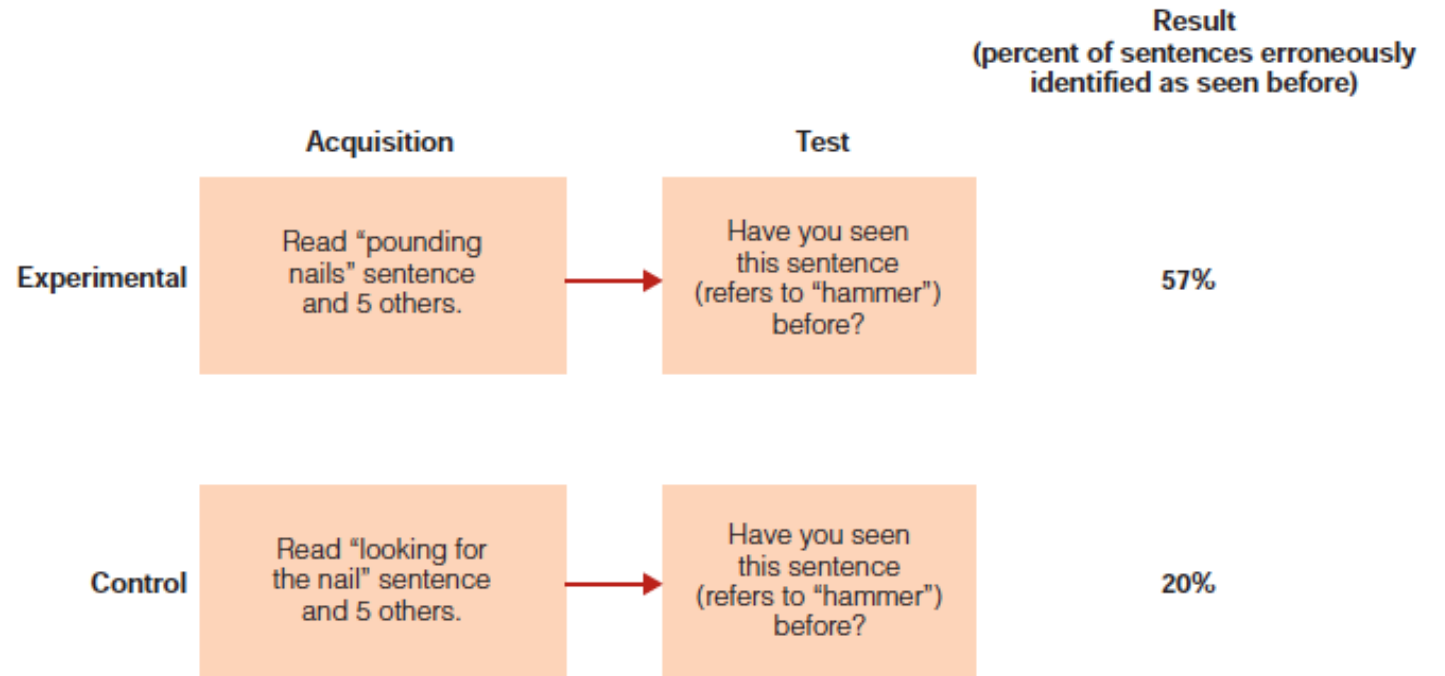 Result
(percent of sentences erroneously
identified as seen before)
Acquisition
Test
Experimental
Read “pounding
nails” sentence
and 5 others.
Have you seen
this sentence
(refers to “hammer”)
before?
57%
Control
Read “looking for
the nail” sentence
and 5 others.
Have you seen
this sentence
(refers to “hammer”)
before?
20%